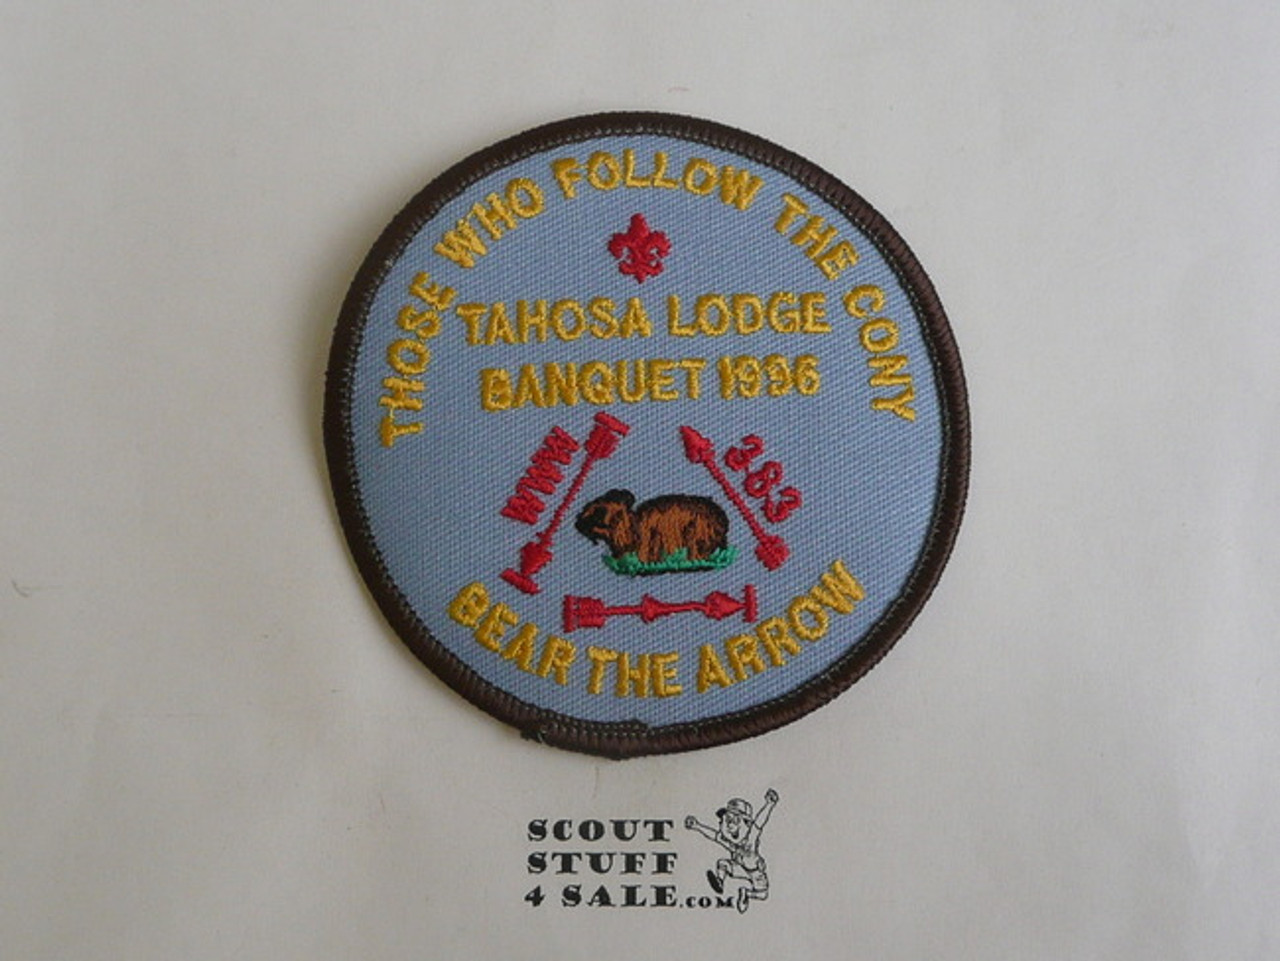 THOSE WHO FOLLOW THE CONY
TAHOSA LODGE
BANQUET 1996
WWW
383
BEAR THE ARROW
SCOUT
STUFF
4 SALE.COM